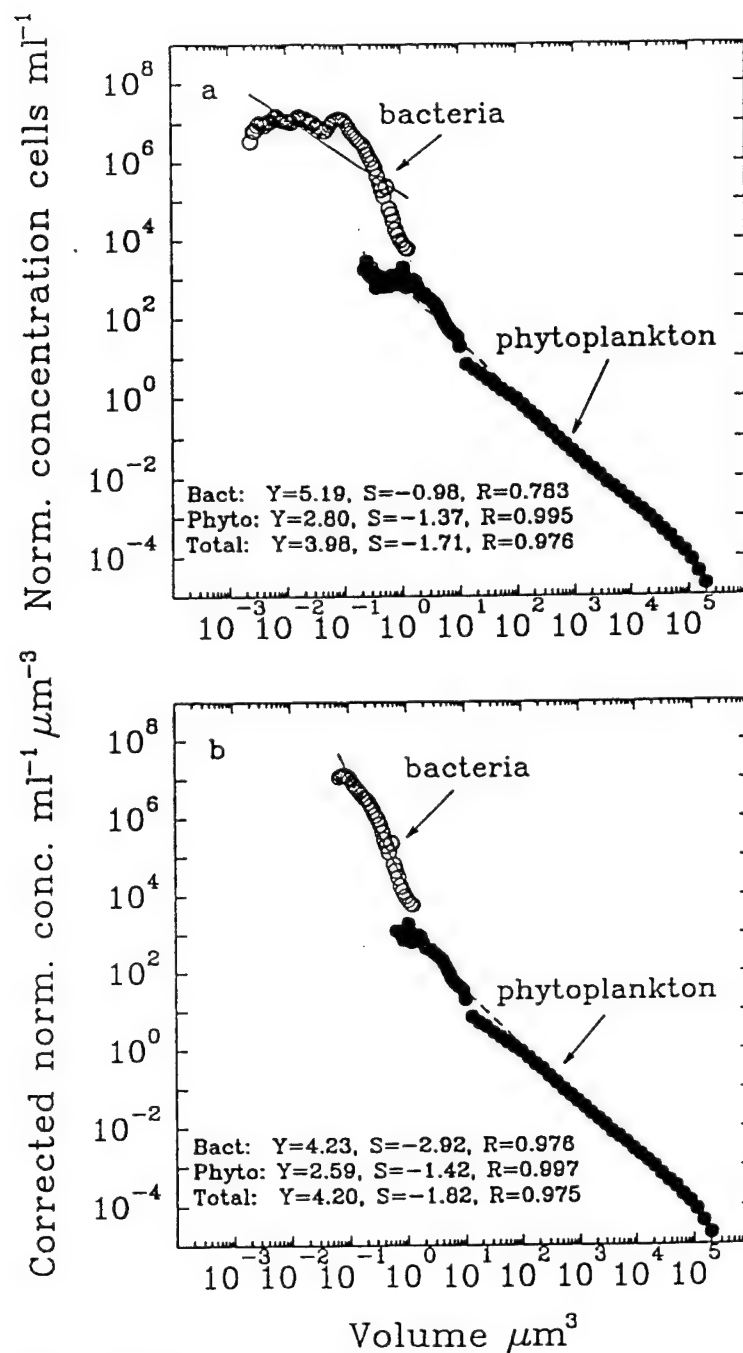 Norm. concentration cells ml⁻¹
a
bacteria
phytoplankton
10⁸
10⁶
10⁴
10²
10⁰
10⁻²
10⁻⁴
Bact: Y=5.19, S=−0.98, R=0.783
Phyto: Y=2.80, S=−1.37, R=0.995
Total: Y=3.98, S=−1.71, R=0.976
10⁻³ 10⁻² 10⁻¹ 10⁰ 10¹ 10² 10³ 10⁴ 10⁵
Corrected norm. conc. ml⁻¹ μm⁻³
b
bacteria
phytoplankton
10⁸
10⁶
10⁴
10²
10⁰
10⁻²
10⁻⁴
Bact: Y=4.23, S=−2.92, R=0.976
Phyto: Y=2.59, S=−1.42, R=0.997
Total: Y=4.20, S=−1.82, R=0.975
10⁻³ 10⁻² 10⁻¹ 10⁰ 10¹ 10² 10³ 10⁴ 10⁵
Volume μm³